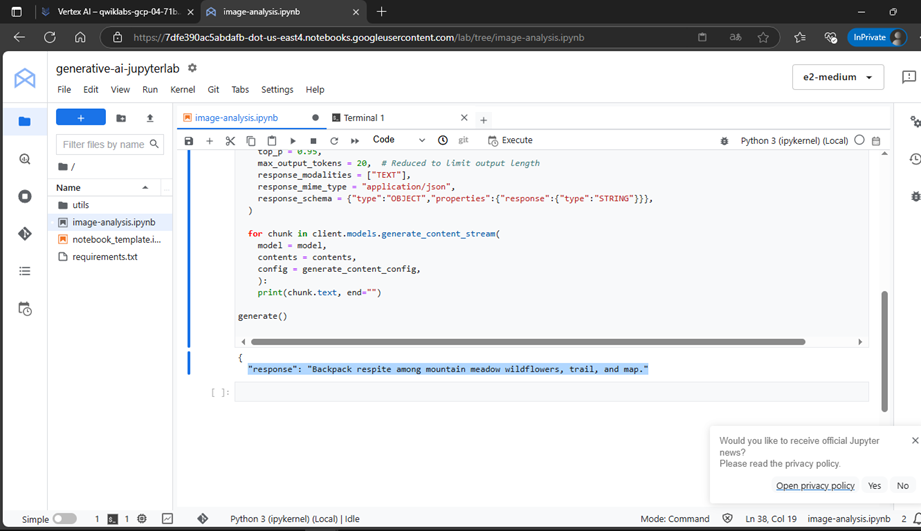 Vertex AI – qwiklabs-gcp-04-71b...
image-analysis.ipynb
https://7dfe390ac5abdafb-dot-us-east4.notebooks.googleusercontent.com/lab/tree/image-analysis.ipynb
InPrivate
generative-ai-jupyterlab
e2-medium
File Edit View Run Kernel Git Tabs Settings Help
image-analysis.ipynb
Terminal 1
Filter files by name
Code
git
Execute
Python 3 (ipykernel) (Local)
/
Name
utils
image-analysis.ipynb
notebook_template.i...
requirements.txt
top_p = 0.95,
max_output_tokens = 20,  # Reduced to limit output length
response_modalities = ["TEXT"],
response_mime_type = "application/json",
response_schema = {"type":"OBJECT","properties":{"response":{"type":"STRING"}}},
)
for chunk in client.models.generate_content_stream(
model = model,
contents = contents,
config = generate_content_config,
):
print(chunk.text, end="")
generate()
{
"response": "Backpack respite among mountain meadow wildflowers, trail, and map."
[ ]:
Would you like to receive official Jupyter
news?
Please read the privacy policy.
Open privacy policy Yes No
Simple
1
1
Python 3 (ipykernel) (Local) | Idle
Mode: Command
Ln 38, Col 19
image-analysis.ipynb
2